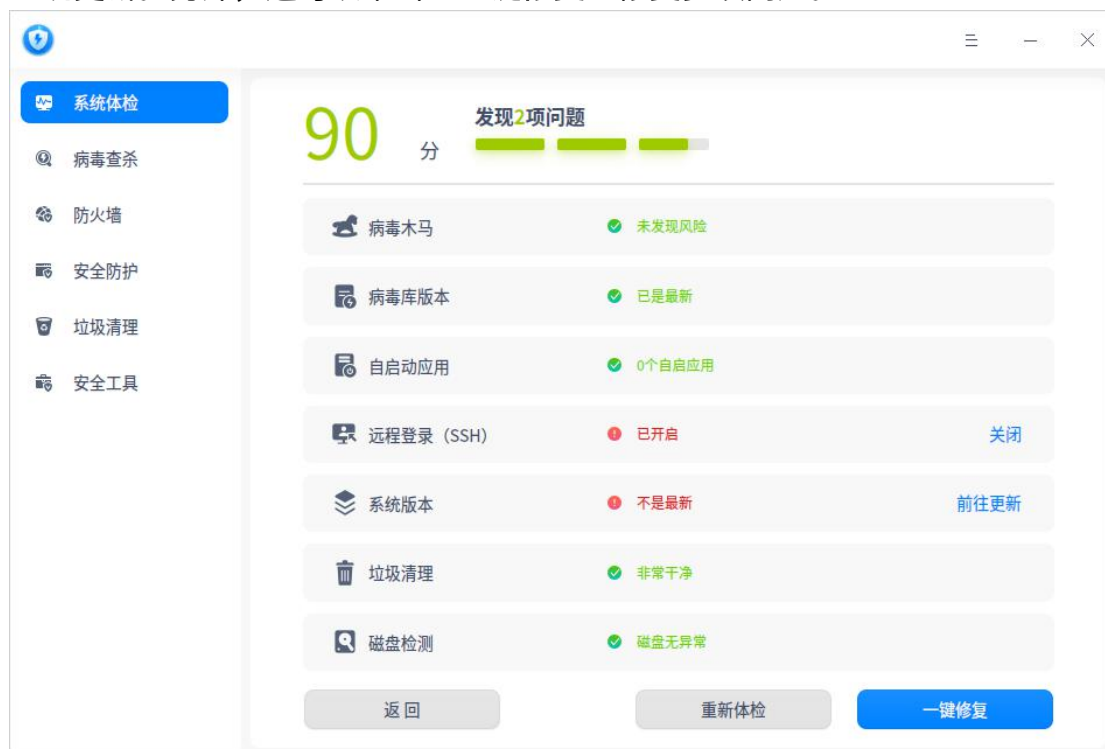 系统体检
病毒查杀
防火墙
安全防护
垃圾清理
安全工具
90 分
发现2项问题
病毒木马 未发现风险
病毒库版本 已是最新
自启动应用 0个自启应用
远程登录（SSH） 已开启 关闭
系统版本 不是最新 前往更新
垃圾清理 非常干净
磁盘检测 磁盘无异常
返回 重新体检 一键修复